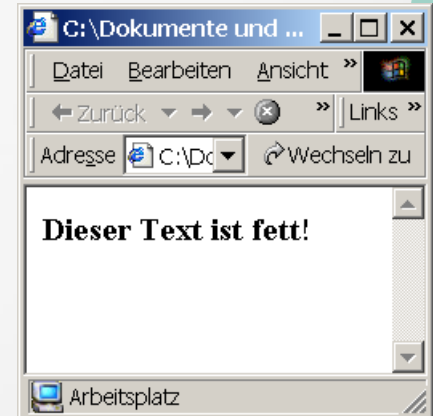 C:\Dokumente und ...
Datei Bearbeiten Ansicht »
Zurück » Links »
Adresse C:\Do Wechseln zu
Dieser Text ist fett!
Arbeitsplatz